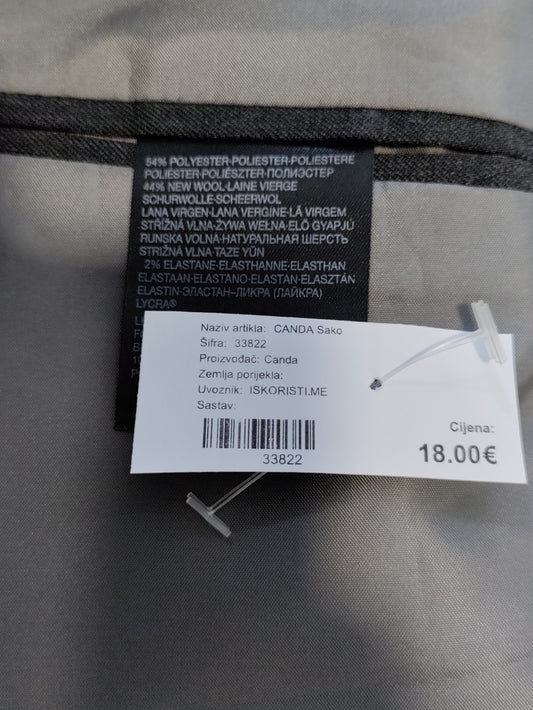 54% POLYESTER·POLIESTER·POLIESTERE
POLIÉSTER·POLIÉSZTER·ПОЛИЭСТЕР
44% NEW WOOL·LAINE VIERGE
SCHURWOLLE·SCHEERWOL
LANA VIRGEN·LANA VERGINE·LÃ VIRGEM
STŘIŽNÁ VLNA·ŻYWA WEŁNA·ELŐ GYAPJÚ
RUNSKA VOLNA·НАТУРАЛЬНАЯ ШЕРСТЬ
STRIŽNÁ VLNA·TAZE YÜN
2% ELASTANE·ELASTHANNE·ELASTHAN
ELASTAAN·ELASTANO·ELASTAN·ELASZTÁN
ELASTIN·ЭЛАСТАН–ЛИКРА (ЛАЙКРА)
LYCRA®
Naziv artikla: CANDA Sako
Šifra: 33822
Proizvođač: Canda
Zemlja porijekla:
Uvoznik: ISKORISTI.ME
Sastav:
33822
Cijena:
18.00€